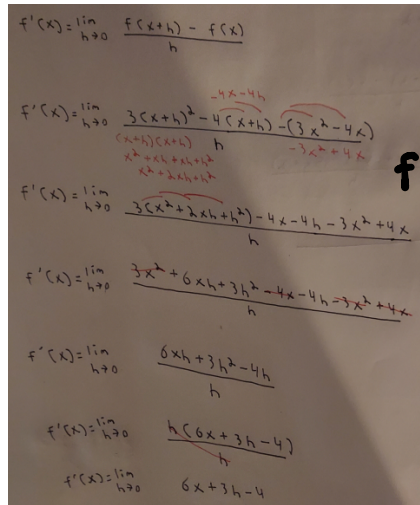 f'(x)= lim h→0 f(x+h) - f(x) / h
-4x-4h
f'(x)= lim h→0 3(x+h)² -4(x+h) -(3x²-4x) / h
(x+h)(x+h) -3x²+4x
x²+xh+xh+h²
x²+2xh+h²
f
f'(x)= lim h→0 3(x²+2xh+h²) -4x-4h-3x²+4x / h
f'(x)= lim h→0 3x²+6xh+3h²-4x-4h-3x²+4x / h
f'(x)= lim h→0 6xh+3h²-4h / h
f'(x)= lim h→0 h(6x+3h-4) / h
f'(x)= lim h→0 6x+3h-4